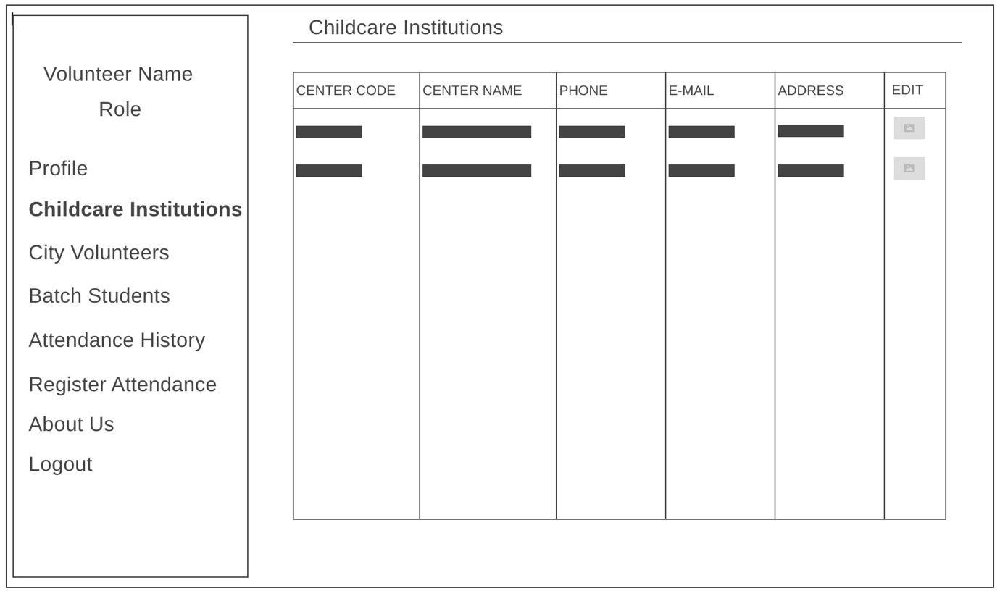 Volunteer Name
Role
Profile
Childcare Institutions
City Volunteers
Batch Students
Attendance History
Register Attendance
About Us
Logout
Childcare Institutions
CENTER CODE CENTER NAME PHONE E-MAIL ADDRESS EDIT